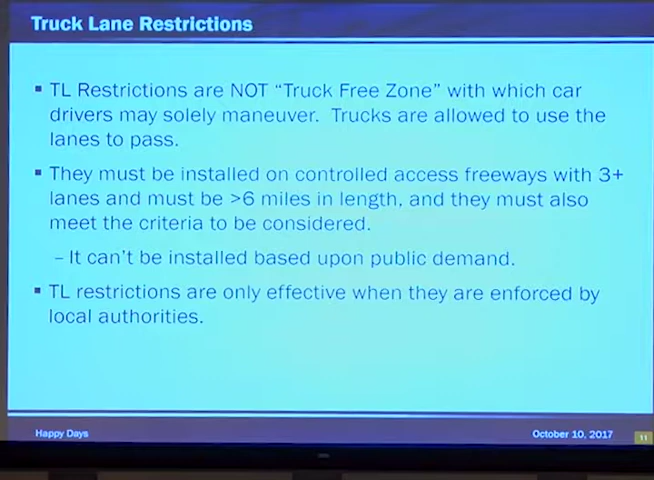 Truck Lane Restrictions
▪ TL Restrictions are NOT “Truck Free Zone” with which car
drivers may solely maneuver. Trucks are allowed to use the
lanes to pass.
▪ They must be installed on controlled access freeways with 3+
lanes and must be >6 miles in length, and they must also
meet the criteria to be considered.
– It can’t be installed based upon public demand.
▪ TL restrictions are only effective when they are enforced by
local authorities.
Happy Days
October 10, 2017
11